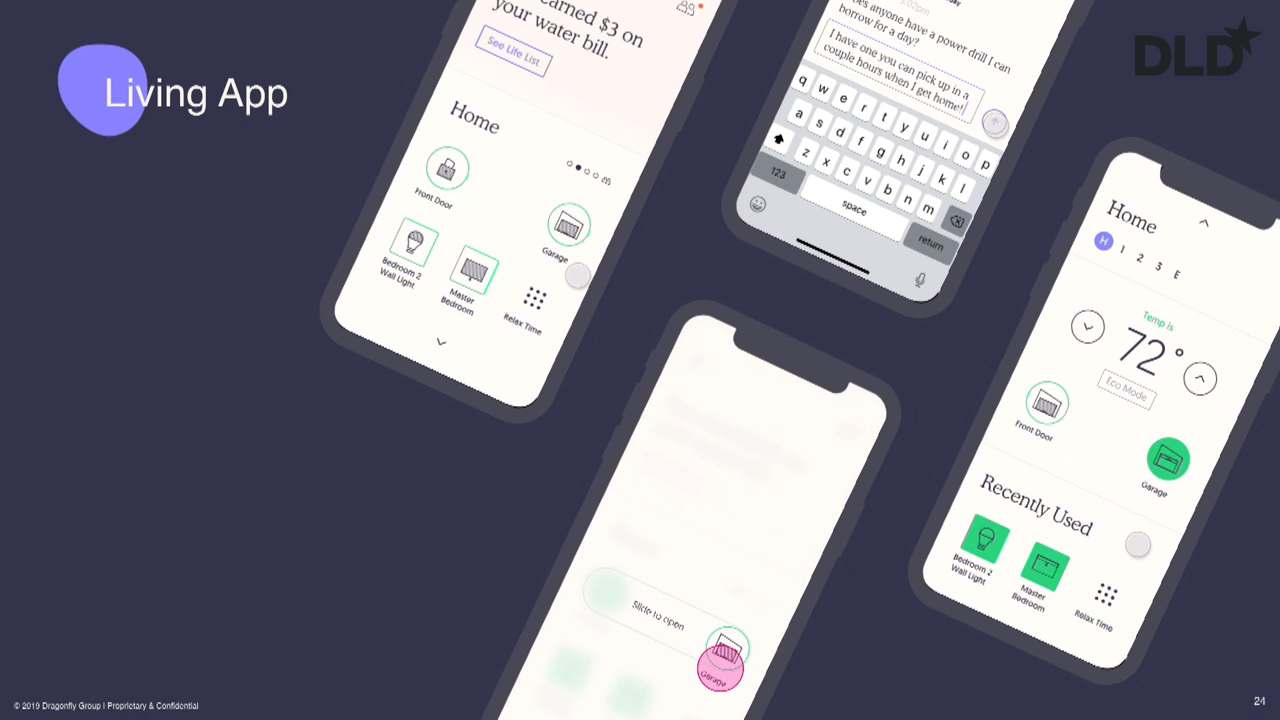 Living App
earned $3 on
your water bill.
See Life List
Home
Front Door
Garage
Bedroom 2
Wall Light
Master
Bedroom
Relax Time
anyone have a power drill I can
borrow for a day?
I have one you can pick up in a
couple hours when I get home!
q w e r t y u i o p
a s d f g h j k l
z x c v b n m
123
space
return
DLD
Slide to open
Garage
Home
H 1 2 3 E
Temp is
72°
Eco Mode
Front Door
Garage
Recently Used
Bedroom 2
Wall Light
Master
Bedroom
Relax Time
© 2019 Dragonfly Group | Proprietary & Confidential
24